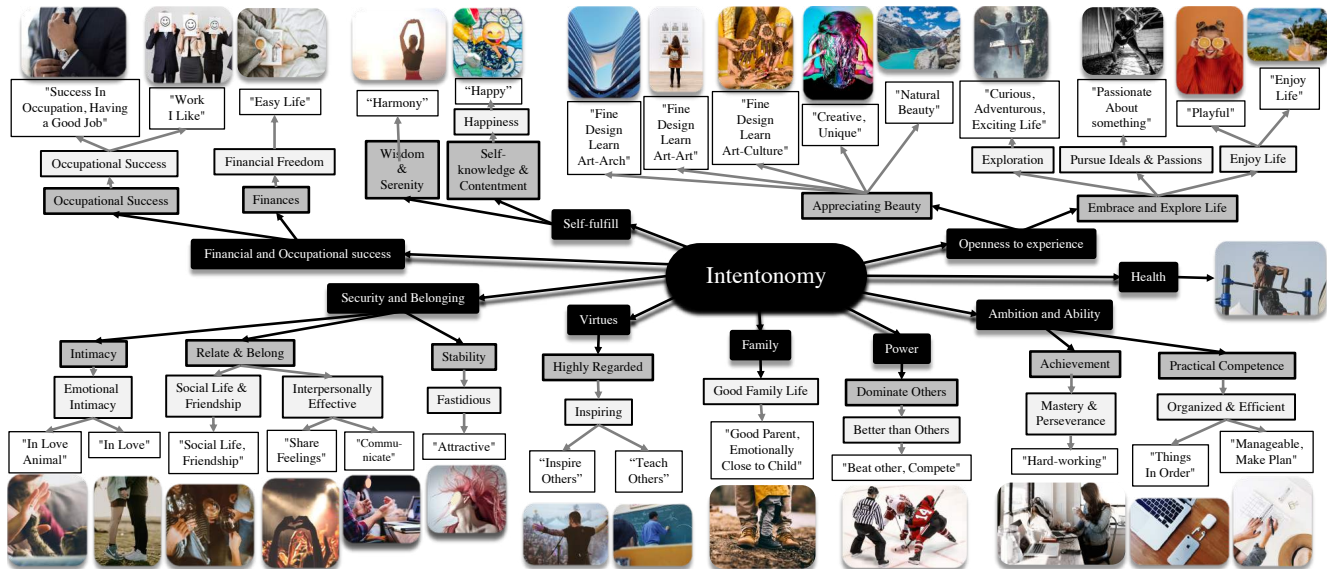 "Success In
Occupation, Having
a Good Job"
"Work
I Like"
"Easy Life"
“Harmony”
“Happy”
"Fine
Design
Learn
Art-Arch"
"Fine
Design
Learn
Art-Art"
"Fine
Design
Learn
Art-Culture"
"Creative,
Unique"
"Natural
Beauty"
"Curious,
Adventurous,
Exciting Life"
"Passionate
About
something"
"Playful"
"Enjoy
Life"
Occupational Success
Financial Freedom
Happiness
Exploration
Pursue Ideals & Passions
Enjoy Life
Occupational Success
Finances
Wisdom
&
Serenity
Self-
knowledge &
Contentment
Appreciating Beauty
Embrace and Explore Life
Financial and Occupational success
Self-fulfill
Openness to experience
Intentonomy
Health
Security and Belonging
Virtues
Family
Power
Ambition and Ability
Intimacy
Relate & Belong
Stability
Highly Regarded
Dominate Others
Achievement
Practical Competence
Emotional
Intimacy
Social Life &
Friendship
Interpersonally
Effective
Fastidious
Inspiring
Good Family Life
Better than Others
Mastery &
Perseverance
Organized & Efficient
"In Love
Animal"
"In Love"
"Social Life,
Friendship"
"Share
Feelings"
"Commu-
nicate"
"Attractive"
“Inspire
Others”
“Teach
Others”
"Good Parent,
Emotionally
Close to Child"
"Beat other, Compete"
"Hard-working"
"Things
In Order"
"Manageable,
Make Plan"